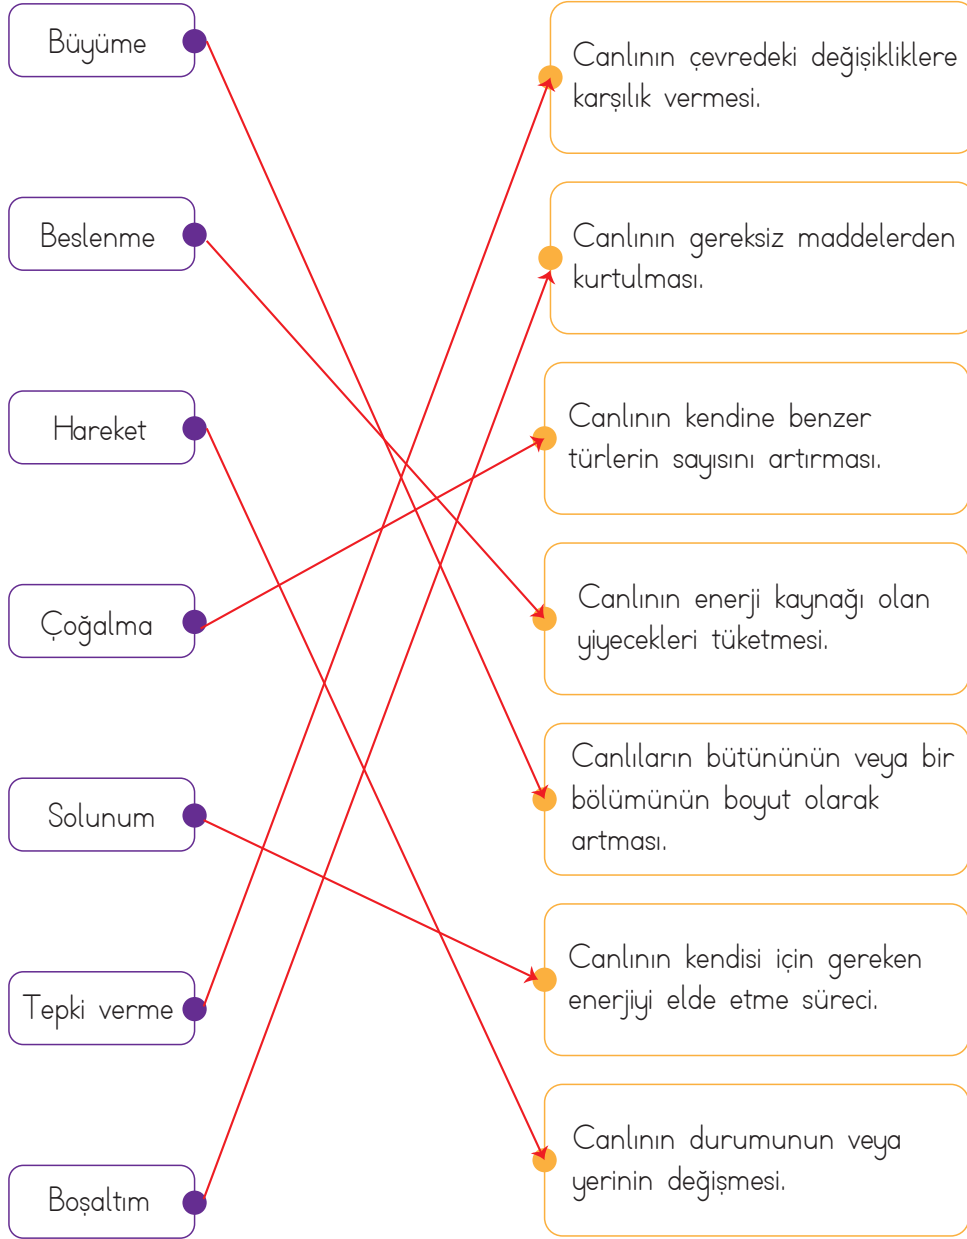 Büyüme
Beslenme
Hareket
Çoğalma
Solunum
Tepki verme
Boşaltım
Canlının çevredeki değişikliklere
karşılık vermesi.
Canlının gereksiz maddelerden
kurtulması.
Canlının kendine benzer
türlerin sayısını artırması.
Canlının enerji kaynağı olan
yiyecekleri tüketmesi.
Canlıların bütününün veya bir
bölümünün boyut olarak
artması.
Canlının kendisi için gereken
enerjiyi elde etme süreci.
Canlının durumunun veya
yerinin değişmesi.